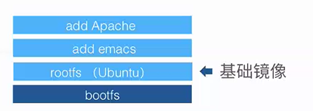 add Apache
add emacs
rootfs （Ubuntu） 基础镜像
bootfs